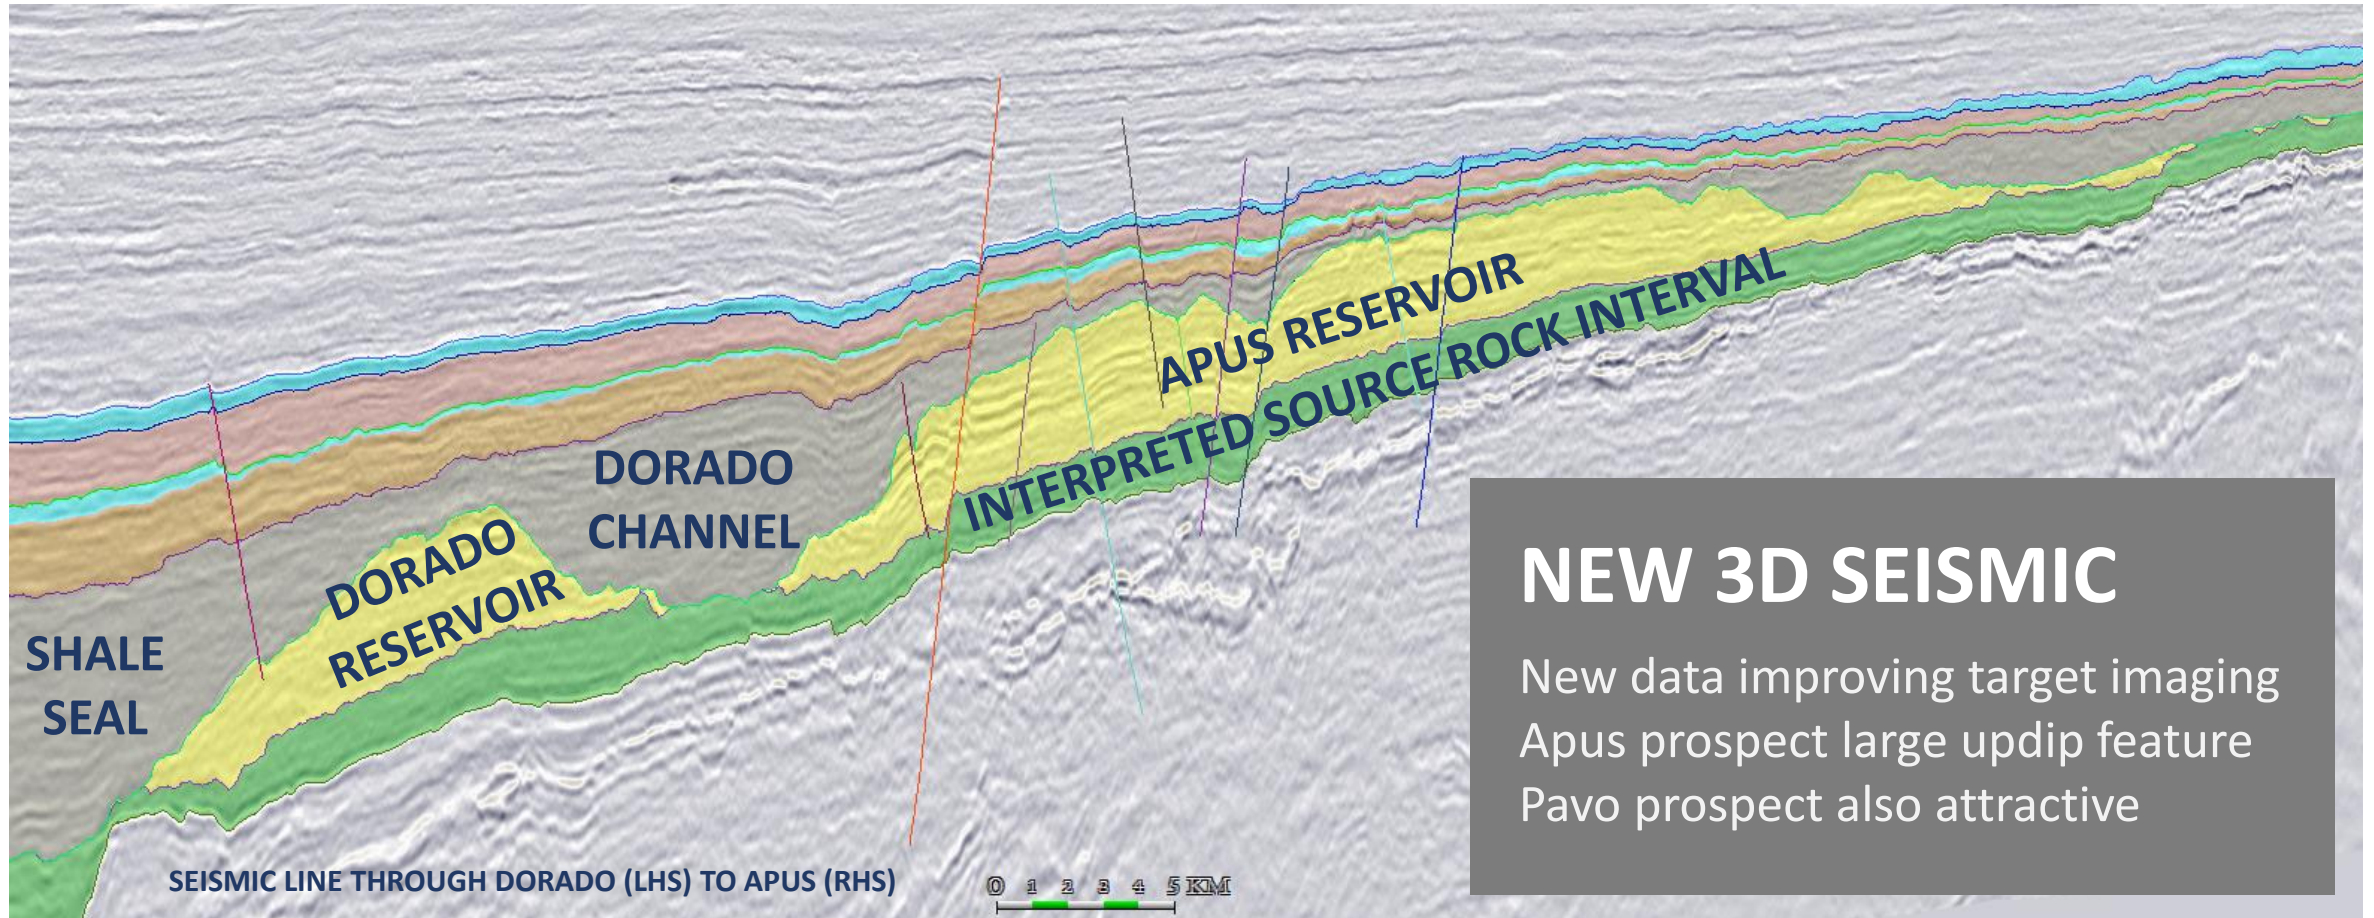 DORADO
CHANNEL
APUS RESERVOIR
INTERPRETED SOURCE ROCK INTERVAL
DORADO
RESERVOIR
SHALE
SEAL
NEW 3D SEISMIC
New data improving target imaging
Apus prospect large updip feature
Pavo prospect also attractive
SEISMIC LINE THROUGH DORADO (LHS) TO APUS (RHS)
0 1 2 3 4 5 KM